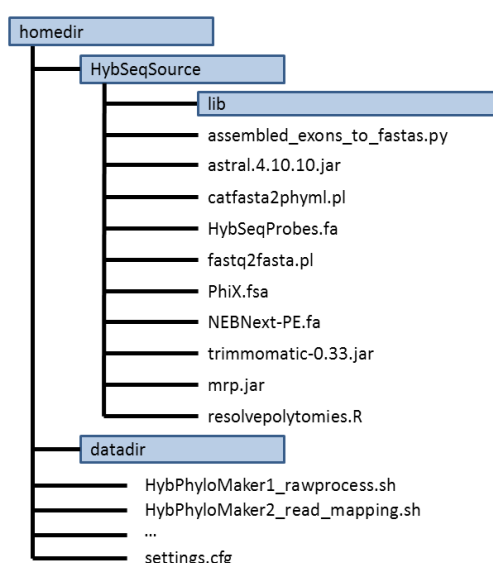 homedir
HybSeqSource
lib
assembled_exons_to_fastas.py
astral.4.10.10.jar
catfasta2phyml.pl
HybSeqProbes.fa
fastq2fasta.pl
PhiX.fsa
NEBNext-PE.fa
trimmomatic-0.33.jar
mrp.jar
resolvepolytomies.R
datadir
HybPhyloMaker1_rawprocess.sh
HybPhyloMaker2_read_mapping.sh
...
settings.cfg